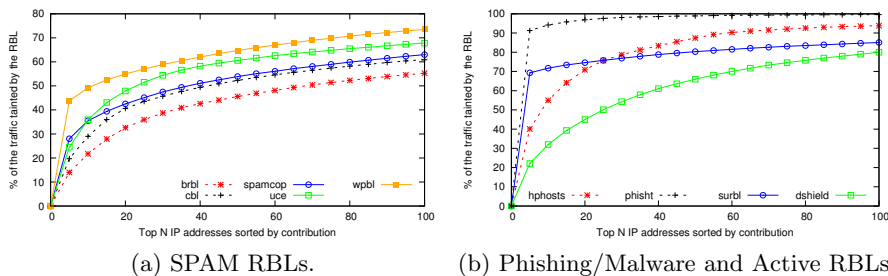 % of the traffic tainted by the RBL
80
70
60
50
40
30
20
10
0
0 20 40 60 80 100
Top N IP addresses sorted by contribution
brbl spamcop wpbl
cbl uce
(a) SPAM RBLs.
% of the traffic tainted by the RBL
100
90
80
70
60
50
40
30
20
10
0
0 20 40 60 80 100
Top N IP addresses sorted by contribution
hphosts phisht surbl dshield
(b) Phishing/Malware and Active RBLs